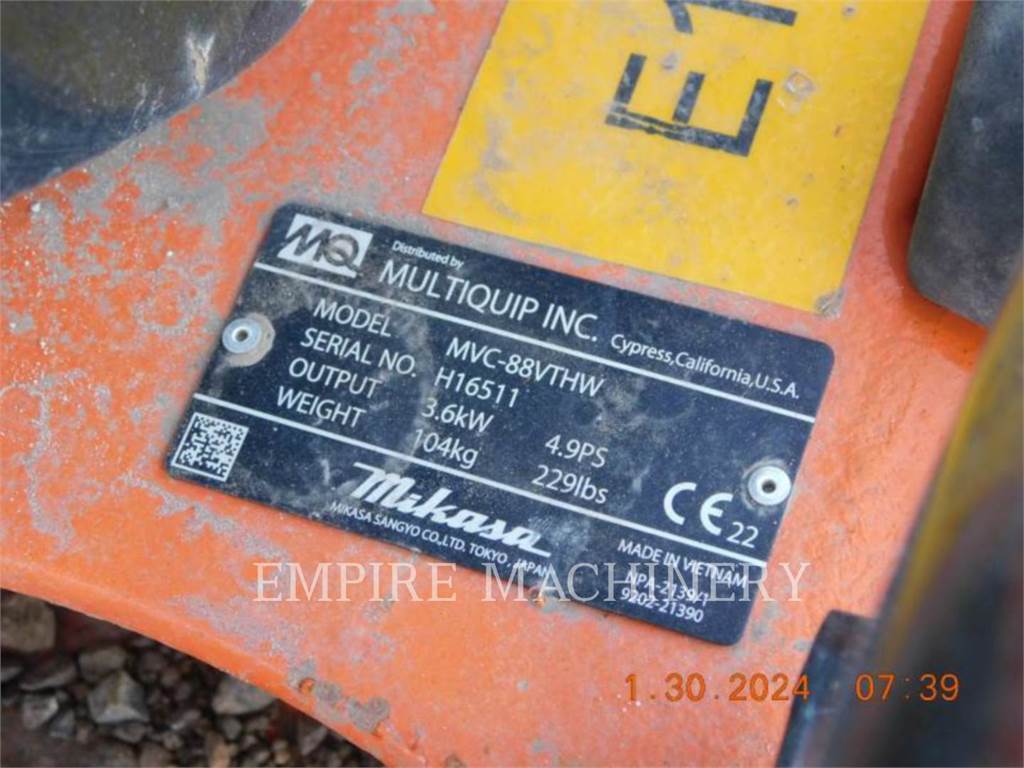 E1
MQ
Distributed by
MULTIQUIP INC. Cypress,California,U.S.A.
MODEL MVC-88VTHW
SERIAL NO. H16511
OUTPUT 3.6kW 4.9PS
WEIGHT 104kg 229lbs
CE 22
Mikasa
MIKASA SANGYO CO.,LTD. TOKYO, JAPAN
MADE IN VIETNAM
NPA-2139/1
9202-21390
EMPIRE MACHINERY
1.30.2024 07:39